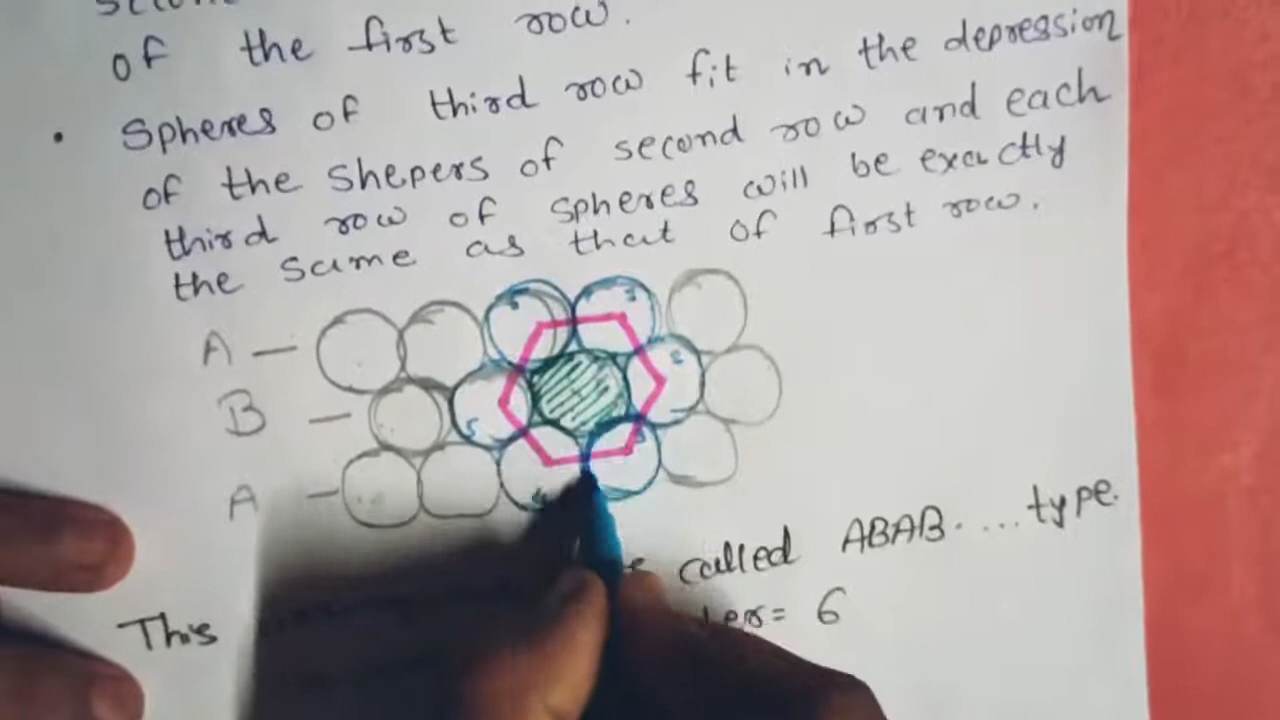 of the first row.
• Spheres of third row fit in the depression
of the shepers of second row and each
third row of spheres will be exactly
the same as that of first row.
A —
B —
A —
called ABAB.... type.
This = 6